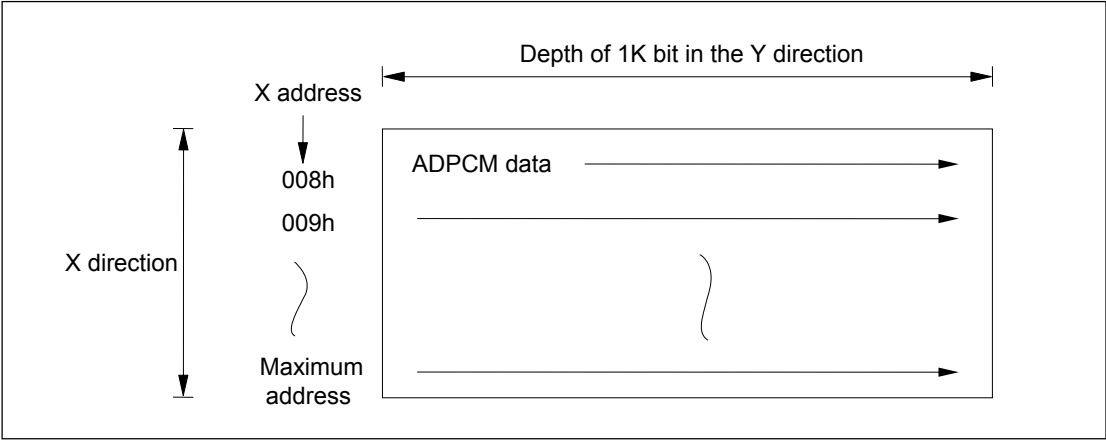 Depth of 1K bit in the Y direction
X address
008h
ADPCM data
009h
X direction
Maximum
address